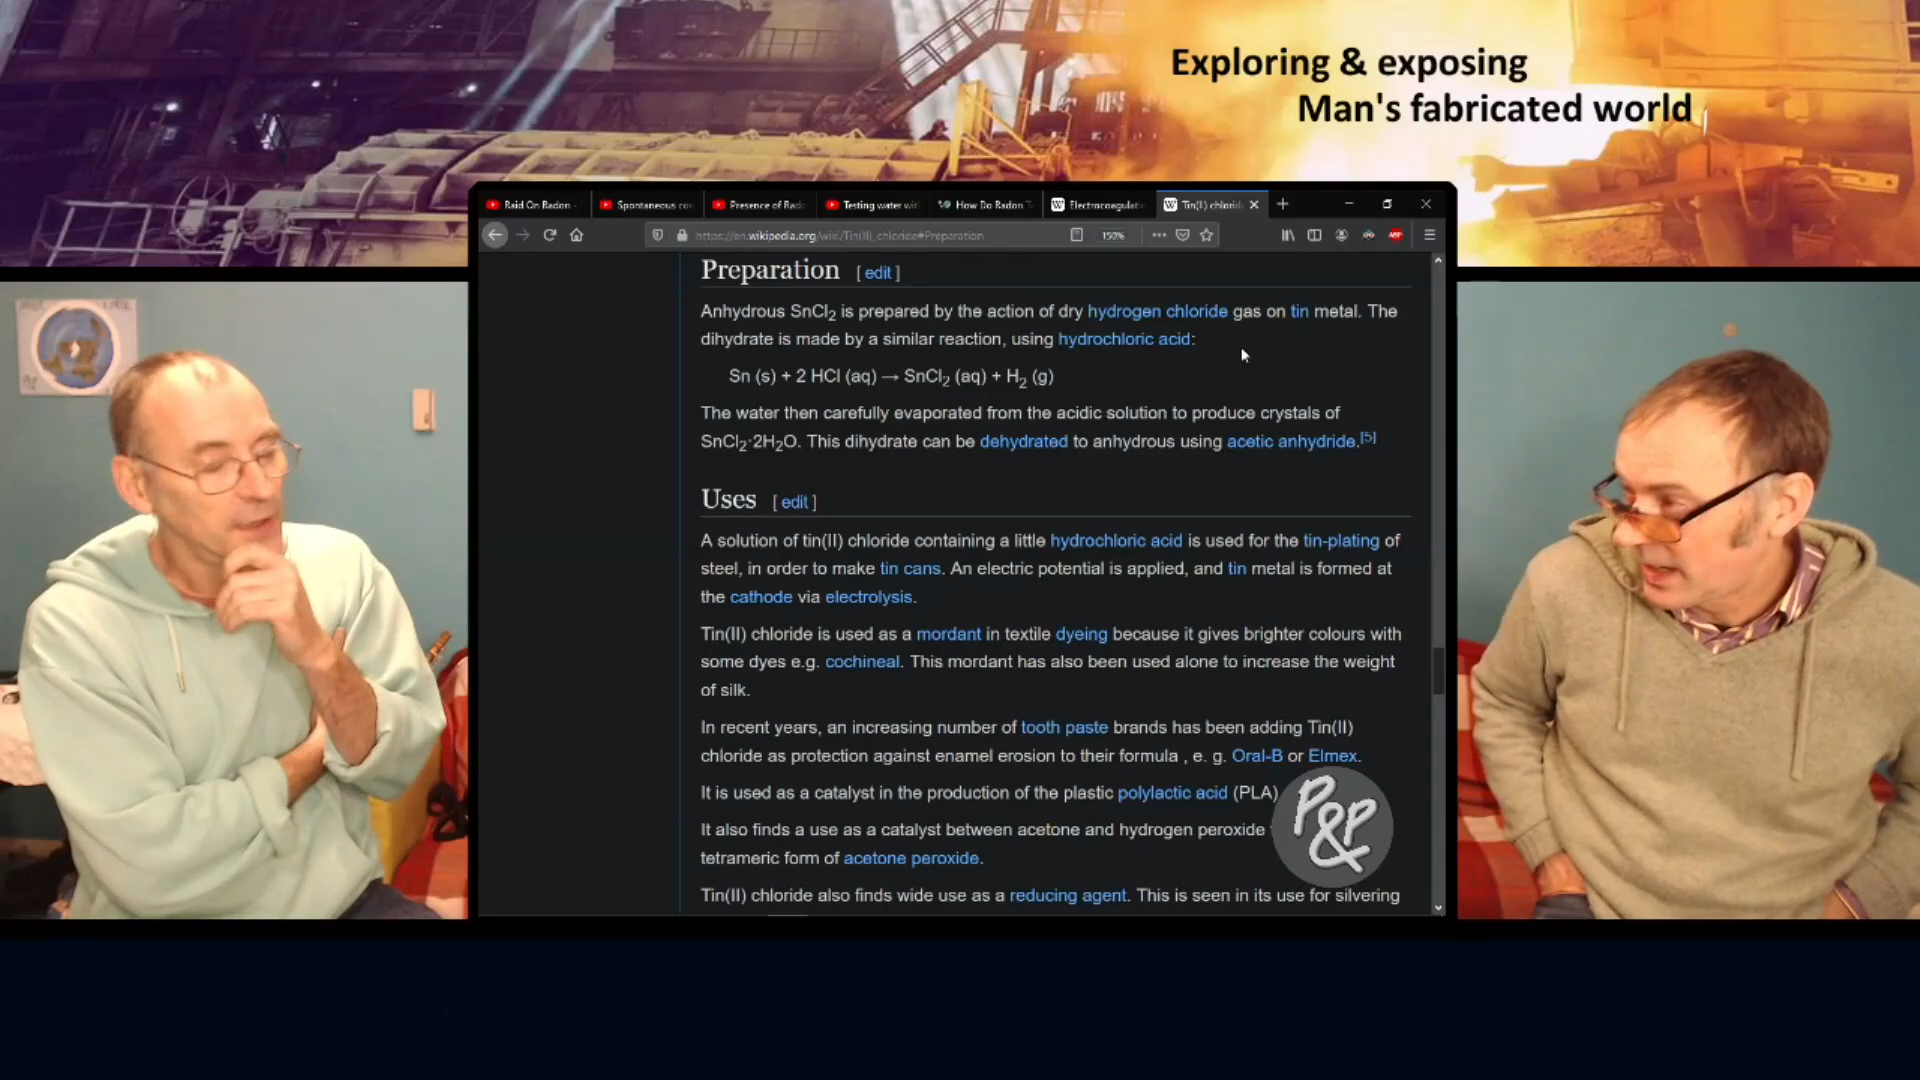 Exploring & exposing
Man's fabricated world
Raid On Radon -
Spontaneous co
Presence of Rad
Testing water wit
How Do Radon T
Electrocoagulati
Tin(II) chlorid
https://en.wikipedia.org/wiki/Tin(II)_chloride#Preparation
150%
ABP
Preparation [ edit ]
Anhydrous SnCl2 is prepared by the action of dry hydrogen chloride gas on tin metal. The
dihydrate is made by a similar reaction, using hydrochloric acid:
Sn (s) + 2 HCl (aq) → SnCl2 (aq) + H2 (g)
The water then carefully evaporated from the acidic solution to produce crystals of
SnCl2·2H2O. This dihydrate can be dehydrated to anhydrous using acetic anhydride.[5]
Uses [ edit ]
A solution of tin(II) chloride containing a little hydrochloric acid is used for the tin-plating of
steel, in order to make tin cans. An electric potential is applied, and tin metal is formed at
the cathode via electrolysis.
Tin(II) chloride is used as a mordant in textile dyeing because it gives brighter colours with
some dyes e.g. cochineal. This mordant has also been used alone to increase the weight
of silk.
In recent years, an increasing number of tooth paste brands has been adding Tin(II)
chloride as protection against enamel erosion to their formula , e. g. Oral-B or Elmex.
It is used as a catalyst in the production of the plastic polylactic acid (PLA)
It also finds a use as a catalyst between acetone and hydrogen peroxide
tetrameric form of acetone peroxide.
Tin(II) chloride also finds wide use as a reducing agent. This is seen in its use for silvering
P&P